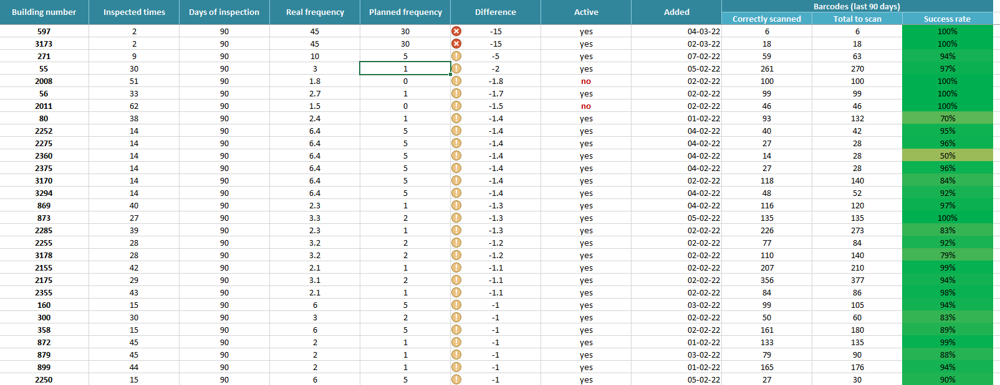 Building number Inspected times Days of inspection Real frequency Planned frequency Difference Active Added Barcodes (last 90 days)
Correctly scanned Total to scan Success rate
597 2 90 45 30 -15 yes 04-03-22 6 6 100%
3173 2 90 45 30 -15 yes 02-03-22 18 18 100%
271 9 90 10 5 -5 yes 07-02-22 59 63 94%
55 30 90 3 1 -2 yes 05-02-22 261 270 97%
2008 51 90 1.8 0 -1.8 no 02-02-22 100 100 100%
56 33 90 2.7 1 -1.7 yes 02-02-22 99 99 100%
2011 62 90 1.5 0 -1.5 no 02-02-22 46 46 100%
80 38 90 2.4 1 -1.4 yes 01-02-22 93 132 70%
2252 14 90 6.4 5 -1.4 yes 04-02-22 40 42 95%
2275 14 90 6.4 5 -1.4 yes 04-02-22 27 28 96%
2360 14 90 6.4 5 -1.4 yes 04-02-22 14 28 50%
2375 14 90 6.4 5 -1.4 yes 04-02-22 27 28 96%
3170 14 90 6.4 5 -1.4 yes 02-02-22 118 140 84%
3294 14 90 6.4 5 -1.4 yes 04-02-22 48 52 92%
869 40 90 2.3 1 -1.3 yes 04-02-22 116 120 97%
873 27 90 3.3 2 -1.3 yes 05-02-22 135 135 100%
2285 39 90 2.3 1 -1.3 yes 02-02-22 226 273 83%
2255 28 90 3.2 2 -1.2 yes 02-02-22 77 84 92%
3178 28 90 3.2 2 -1.2 yes 02-02-22 110 140 79%
2155 42 90 2.1 1 -1.1 yes 02-02-22 207 210 99%
2175 29 90 3.1 2 -1.1 yes 02-02-22 356 377 94%
2355 43 90 2.1 1 -1.1 yes 02-02-22 84 86 98%
160 15 90 6 5 -1 yes 03-02-22 99 105 94%
300 30 90 3 2 -1 yes 02-02-22 50 60 83%
358 15 90 6 5 -1 yes 02-02-22 161 180 89%
872 45 90 2 1 -1 yes 01-02-22 133 135 99%
879 45 90 2 1 -1 yes 03-02-22 79 90 88%
899 44 90 2 1 -1 yes 01-02-22 165 176 94%
2250 15 90 6 5 -1 yes 05-02-22 27 30 90%